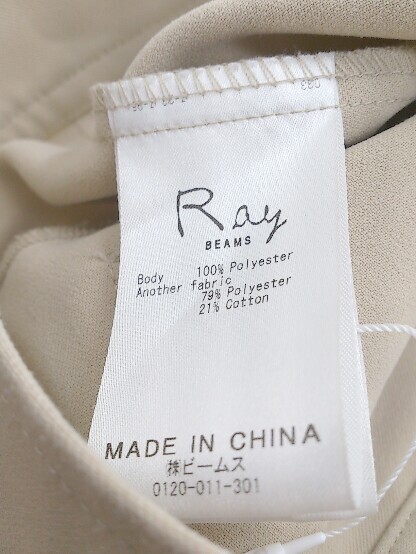 Ray
BEAMS
Body 100% Polyester
Another fabric
79% Polyester
21% Cotton
MADE IN CHINA
㈱ビームス
0120-011-301